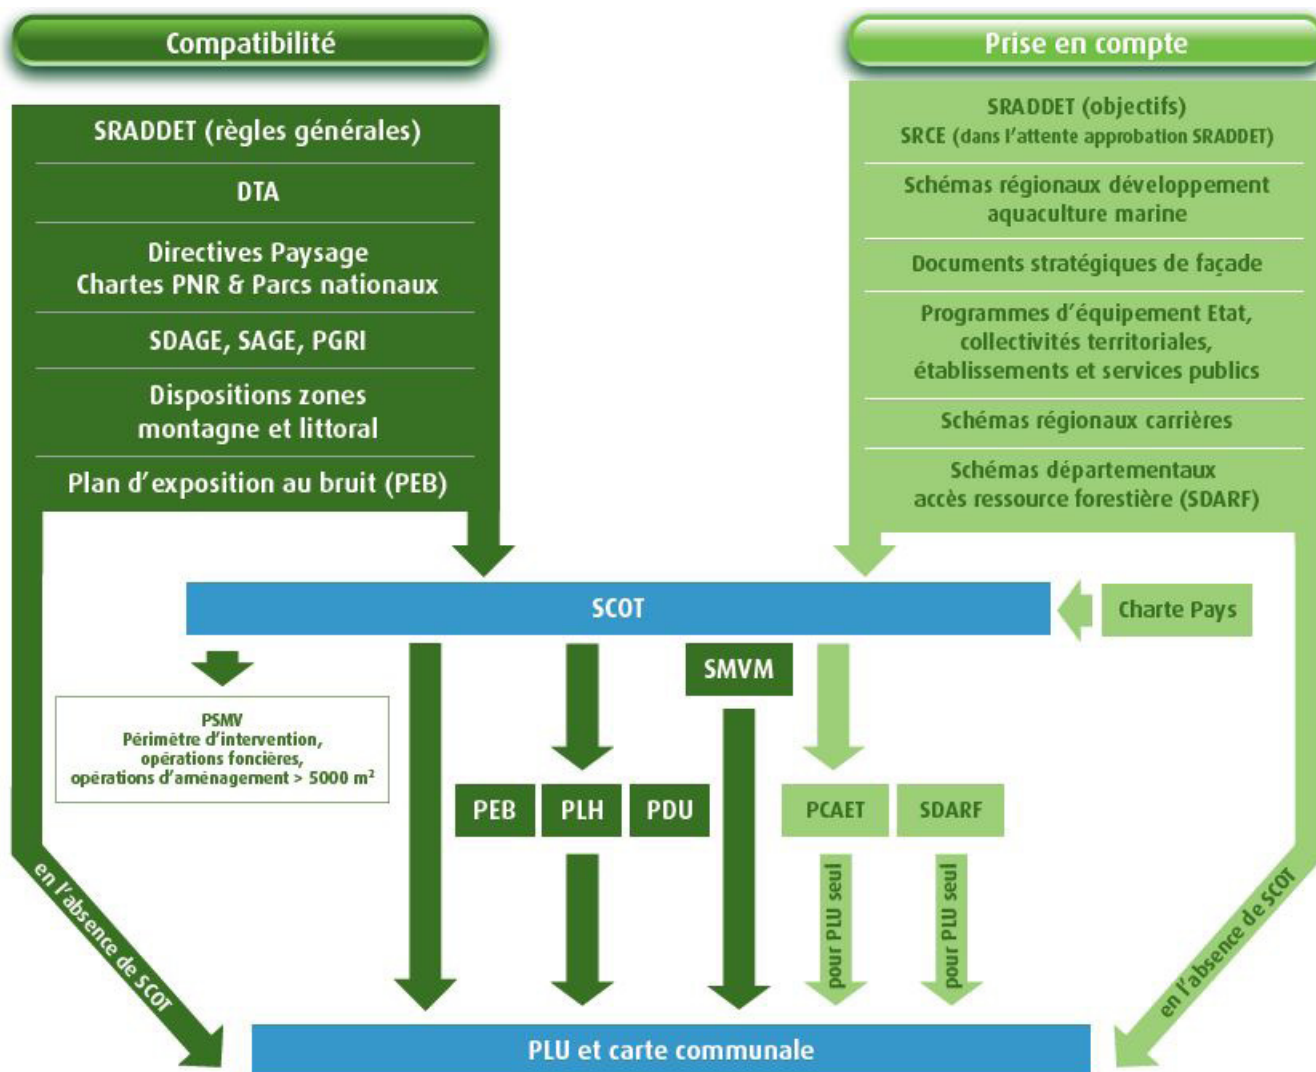 Compatibilité
SRADDET (règles générales)
DTA
Directives Paysage
Chartes PNR & Parcs nationaux
SDAGE, SAGE, PGRI
Dispositions zones
montagne et littoral
Plan d'exposition au bruit (PEB)
Prise en compte
SRADDET (objectifs)
SRCE (dans l'attente approbation SRADDET)
Schémas régionaux développement
aquaculture marine
Documents stratégiques de façade
Programmes d'équipement Etat,
collectivités territoriales,
établissements et services publics
Schémas régionaux carrières
Schémas départementaux
accès ressource forestière (SDARF)
SCOT
Charte Pays
SMVM
PSMV
Périmètre d'intervention,
opérations foncières,
opérations d'aménagement > 5000 m²
PEB
PLH
PDU
PCAET
SDARF
en l'absence de SCOT
pour PLU seul
pour PLU seul
en l'absence de SCOT
PLU et carte communale